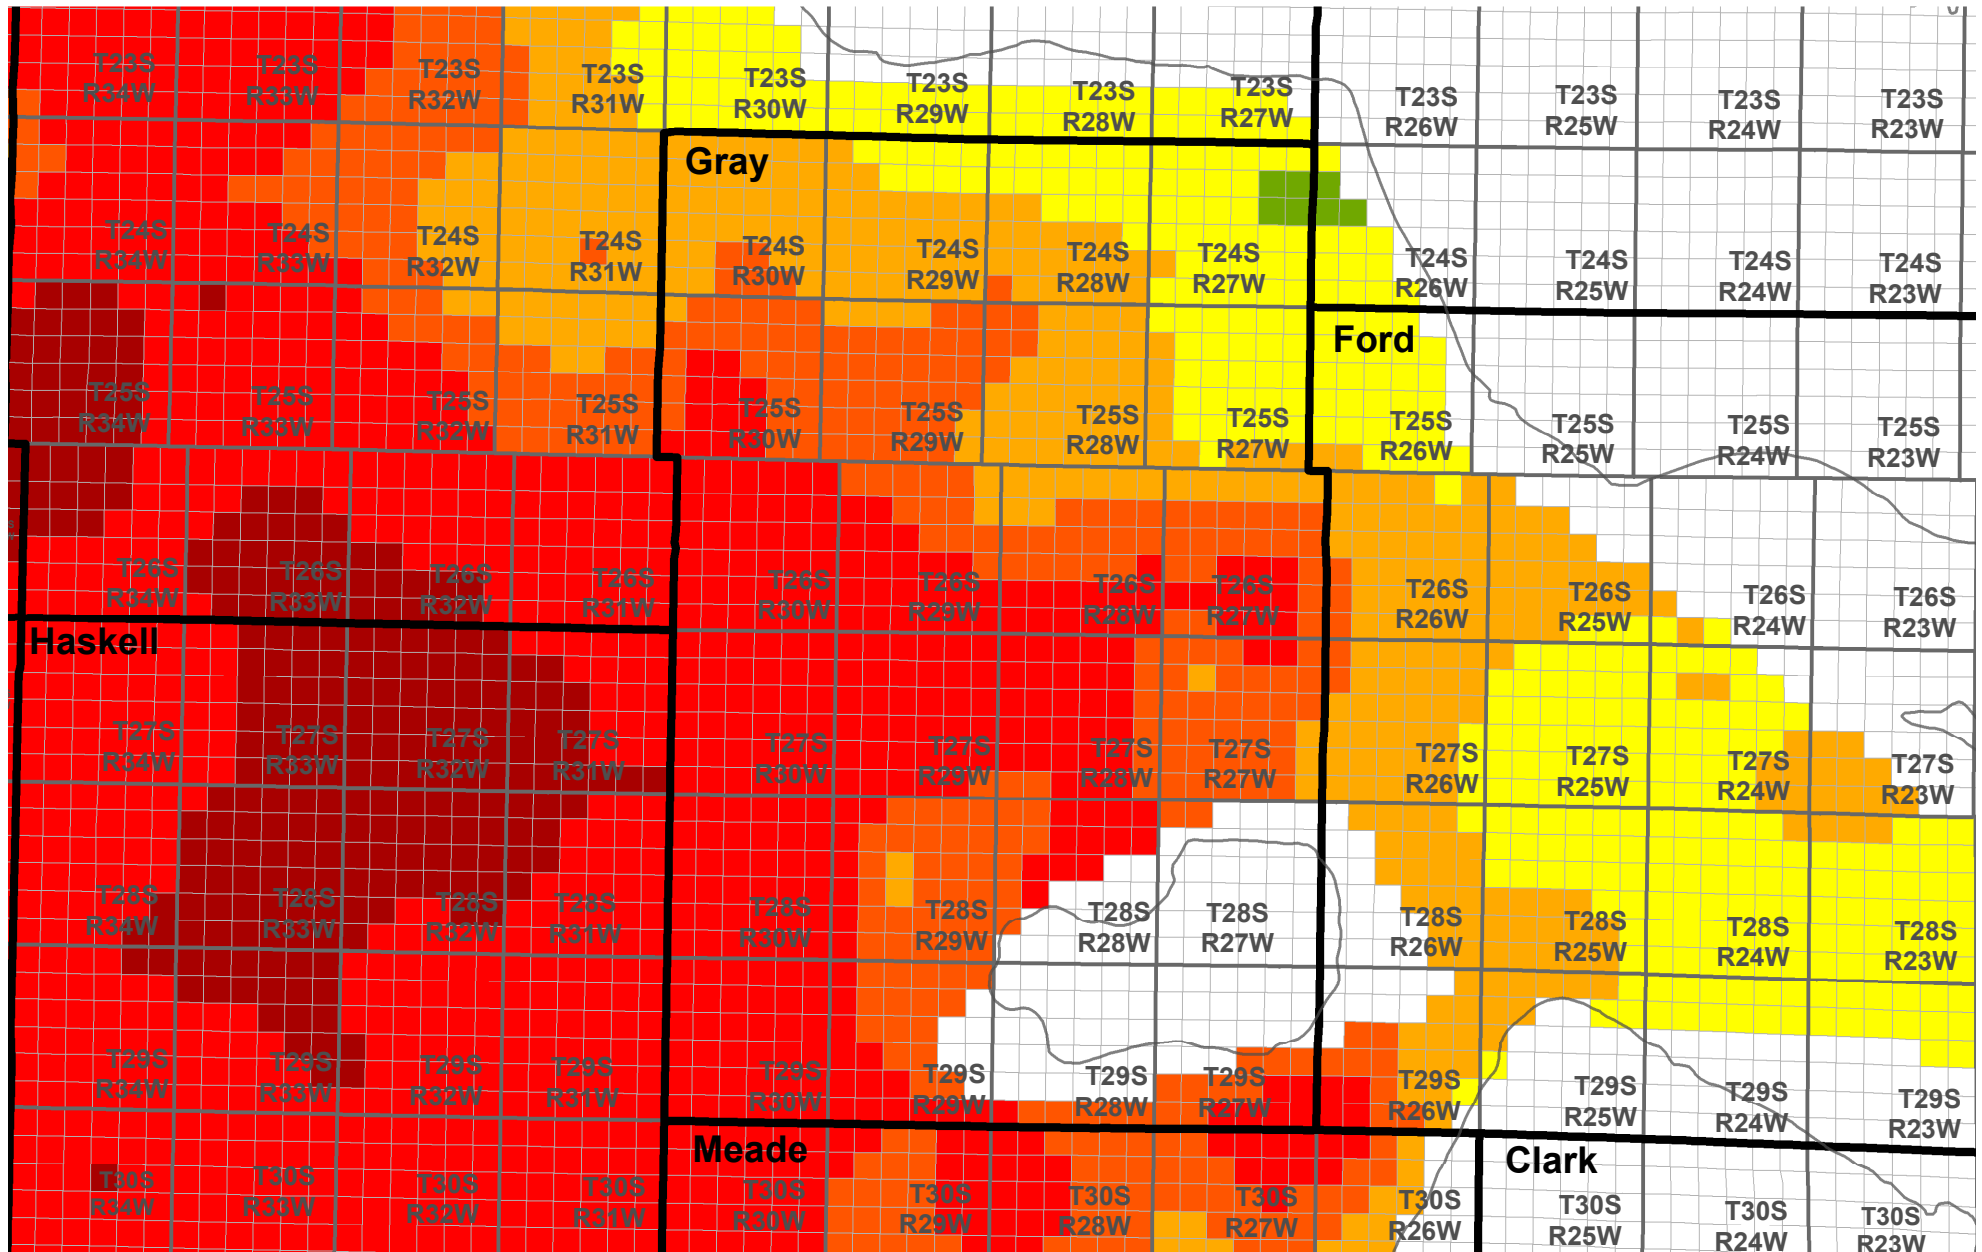 T23S
R34W
T23S
R33W
T23S
R32W
T23S
R31W
T23S
R30W
T23S
R29W
T23S
R28W
T23S
R27W
T23S
R26W
T23S
R25W
T23S
R24W
T23S
R23W
Gray
T24S
R34W
T24S
R33W
T24S
R32W
T24S
R31W
T24S
R30W
T24S
R29W
T24S
R28W
T24S
R27W
T24S
R26W
T24S
R25W
T24S
R24W
T24S
R23W
Ford
T25S
R34W
T25S
R33W
T25S
R32W
T25S
R31W
T25S
R30W
T25S
R29W
T25S
R28W
T25S
R27W
T25S
R26W
T25S
R25W
T25S
R24W
T25S
R23W
T26S
R34W
T26S
R33W
T26S
R32W
T26S
R31W
T26S
R30W
T26S
R29W
T26S
R28W
T26S
R27W
T26S
R26W
T26S
R25W
T26S
R24W
T26S
R23W
Haskell
T27S
R34W
T27S
R33W
T27S
R32W
T27S
R31W
T27S
R30W
T27S
R29W
T27S
R28W
T27S
R27W
T27S
R26W
T27S
R25W
T27S
R24W
T27S
R23W
T28S
R34W
T28S
R33W
T28S
R32W
T28S
R31W
T28S
R30W
T28S
R29W
T28S
R28W
T28S
R27W
T28S
R26W
T28S
R25W
T28S
R24W
T28S
R23W
T29S
R34W
T29S
R33W
T29S
R32W
T29S
R31W
T29S
R30W
T29S
R29W
T29S
R28W
T29S
R27W
T29S
R26W
T29S
R25W
T29S
R24W
T29S
R23W
Meade
Clark
T30S
R34W
T30S
R33W
T30S
R32W
T30S
R31W
T30S
R30W
T30S
R29W
T30S
R28W
T30S
R27W
T30S
R26W
T30S
R25W
T30S
R24W
T30S
R23W